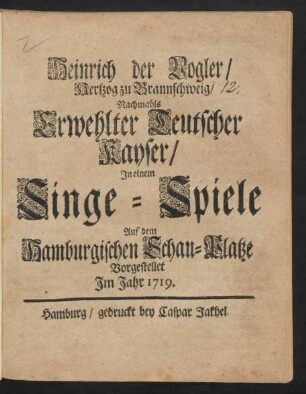 2
Heinrich der Vogler/
Hertzog zu Braunschweig/ 12.
Nachmahls
Erwehlter Teutscher
Kayser/
In einem
Singe-Spiele
Auf dem
Hamburgischen Schau-Platze
Vorgestellet
Im Jahr 1719.
Hamburg/ gedruckt bey Caspar Jakhel